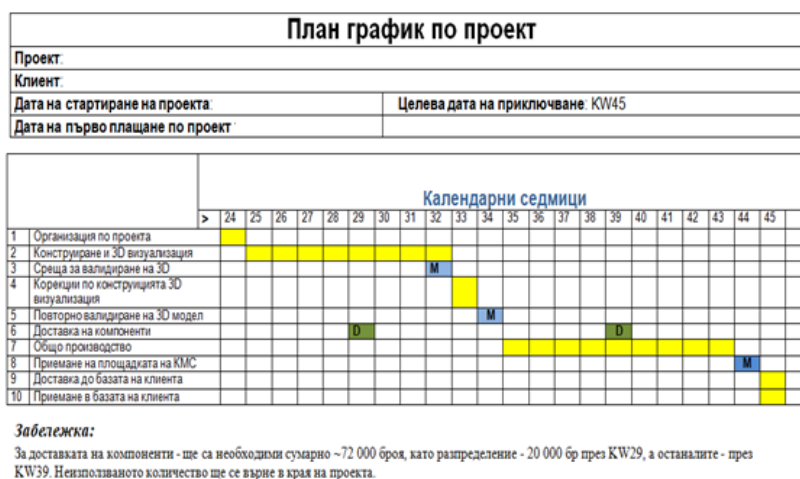 План график по проект
Проект:
Клиент:
Дата на стартиране на проекта: Целева дата на приключване: KW45
Дата на първо плащане по проект
Календарни седмици
> 24 25 26 27 28 29 30 31 32 33 34 35 36 37 38 39 40 41 42 43 44 45
1 Организация по проекта
2 Конструиране и 3D визуализация
3 Среща за валидиране на 3D M
4 Корекции по конструицията 3D
визуализация
5 Повторно валидиране на 3D модел M
6 Доставка на компоненти D D
7 Общо производство
8 Приемане на площадката на КМС M
9 Доставка до базата на клиента
10 Приемане в базата на клиента
Забележка:
За доставката на компоненти - ще са необходими сумарно ~72 000 броя, като разпределение - 20 000 бр през KW29, а останалите - през
KW39. Неизползваното количество ще се върне в края на проекта.